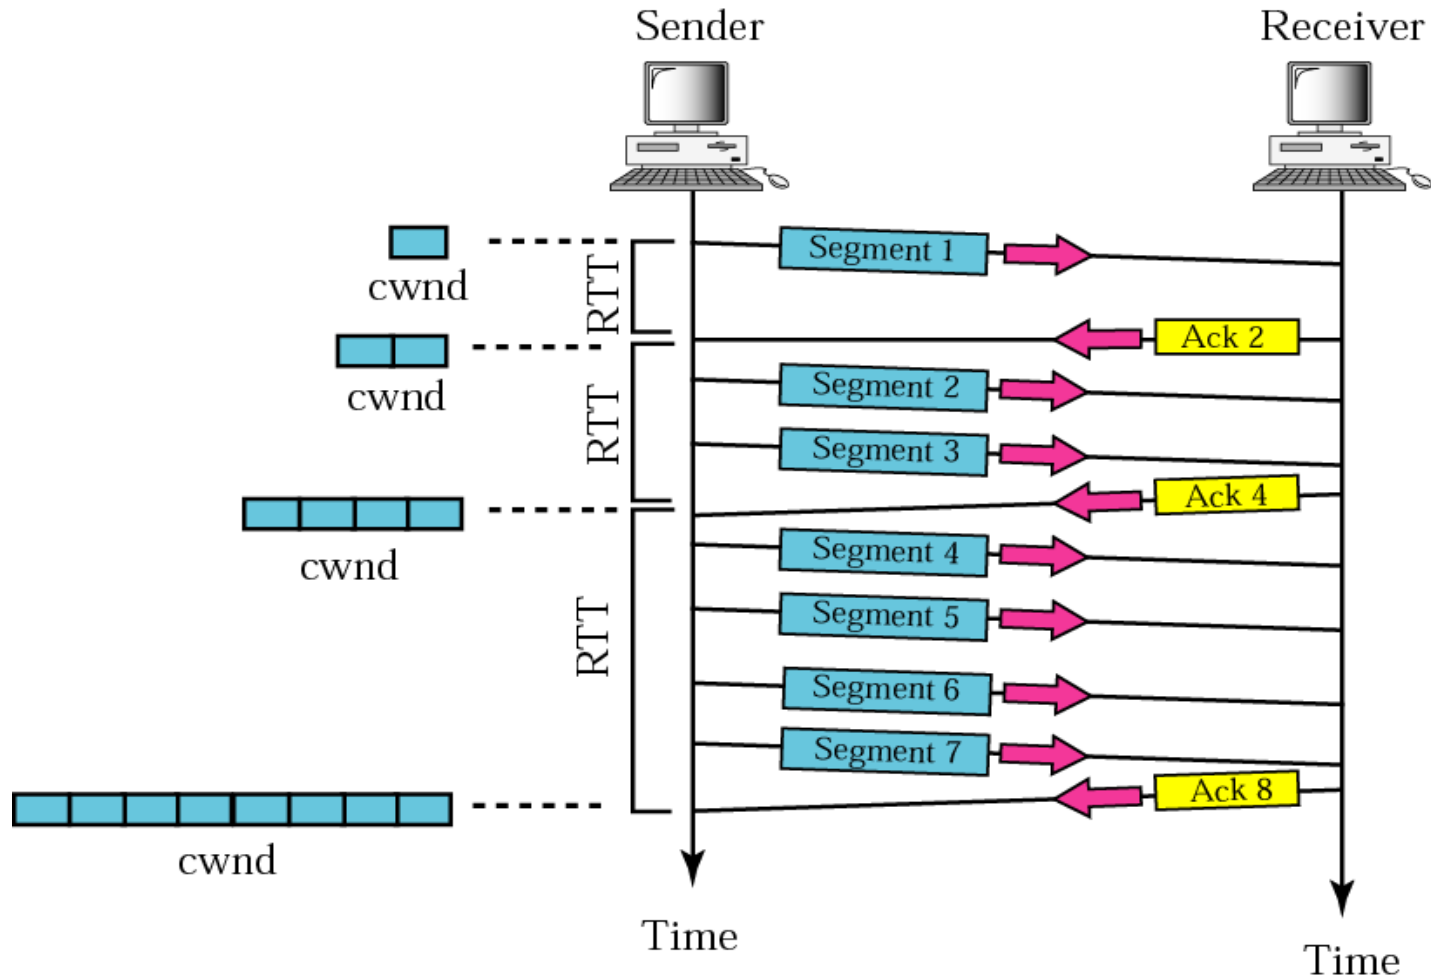 Sender
Receiver
Segment 1
cwnd
RTT
Ack 2
Segment 2
cwnd
RTT
Segment 3
Ack 4
Segment 4
cwnd
Segment 5
RTT
Segment 6
Segment 7
Ack 8
cwnd
Time
Time